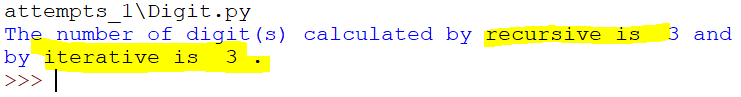 attempts_1\Digit.py
The number of digit(s) calculated by recursive is  3 and
by iterative is  3 .
>>>